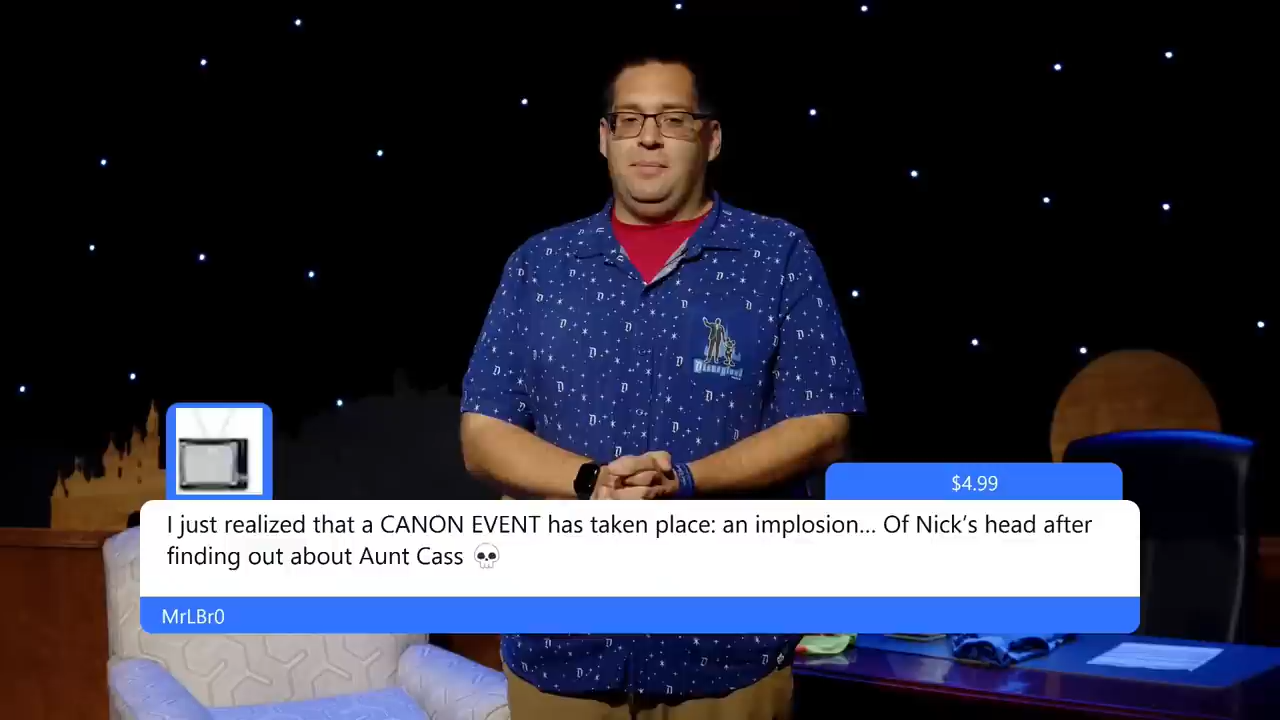 Disneyland
$4.99
I just realized that a CANON EVENT has taken place: an implosion... Of Nick’s head after
finding out about Aunt Cass 💀
MrLBr0